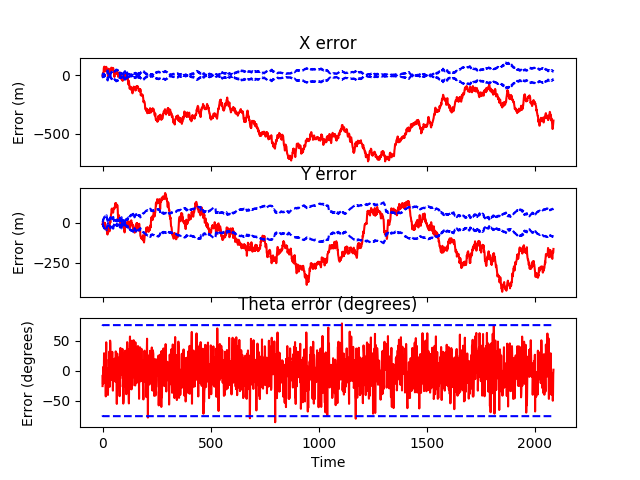 X error
Error (m)
0
−500
Y error
Error (m)
0
−250
Theta error (degrees)
Error (degrees)
50
0
−50
0 500 1000 1500 2000
Time